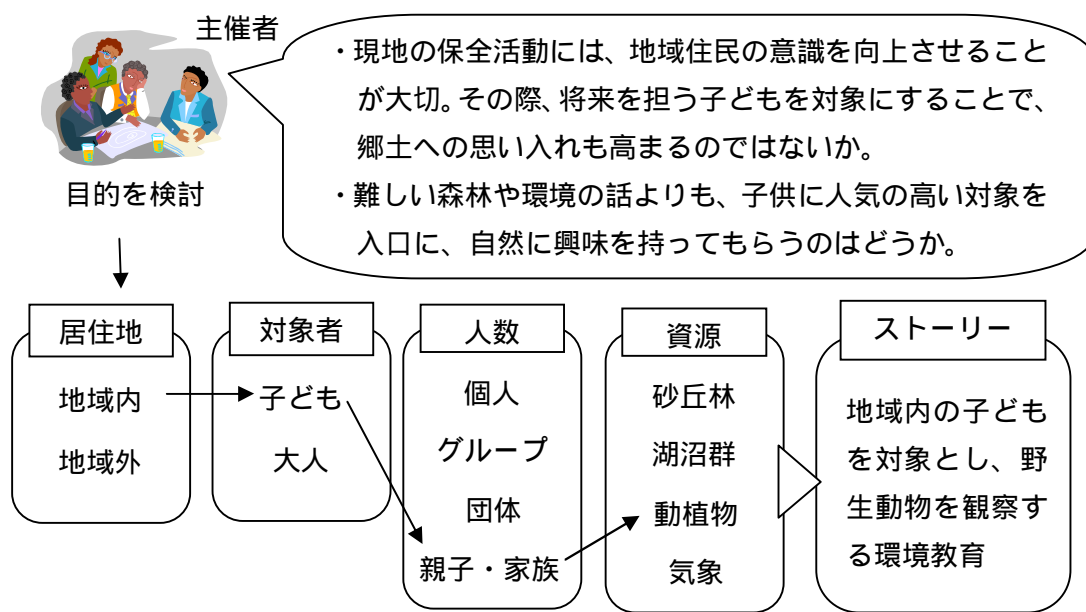 主催者
・現地の保全活動には、地域住民の意識を向上させること
が大切。その際、将来を担う子どもを対象にすることで、
郷土への思い入れも高まるのではないか。
・難しい森林や環境の話よりも、子供に人気の高い対象を
入口に、自然に興味を持ってもらうのはどうか。
目的を検討
居住地
地域内
地域外
対象者
子ども
大人
人数
個人
グループ
団体
親子・家族
資源
砂丘林
湖沼群
動植物
気象
ストーリー
地域内の子ども
を対象とし、野
生動物を観察す
る環境教育